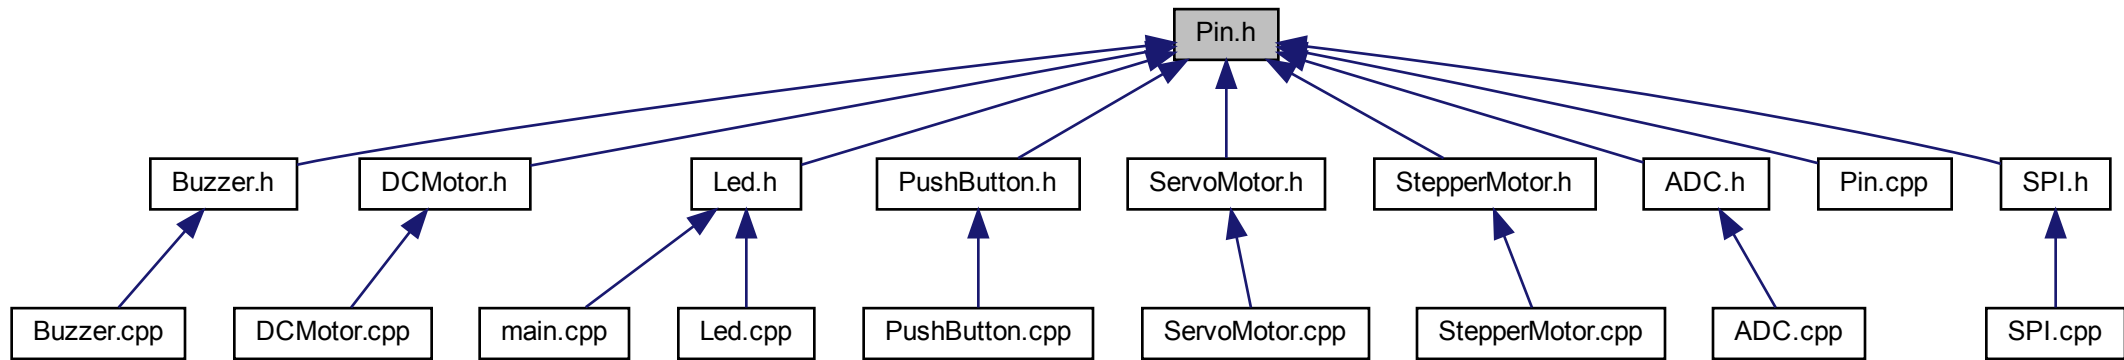 Pin.h
Buzzer.h
DCMotor.h
Led.h
PushButton.h
ServoMotor.h
StepperMotor.h
ADC.h
Pin.cpp
SPI.h
Buzzer.cpp
DCMotor.cpp
main.cpp
Led.cpp
PushButton.cpp
ServoMotor.cpp
StepperMotor.cpp
ADC.cpp
SPI.cpp